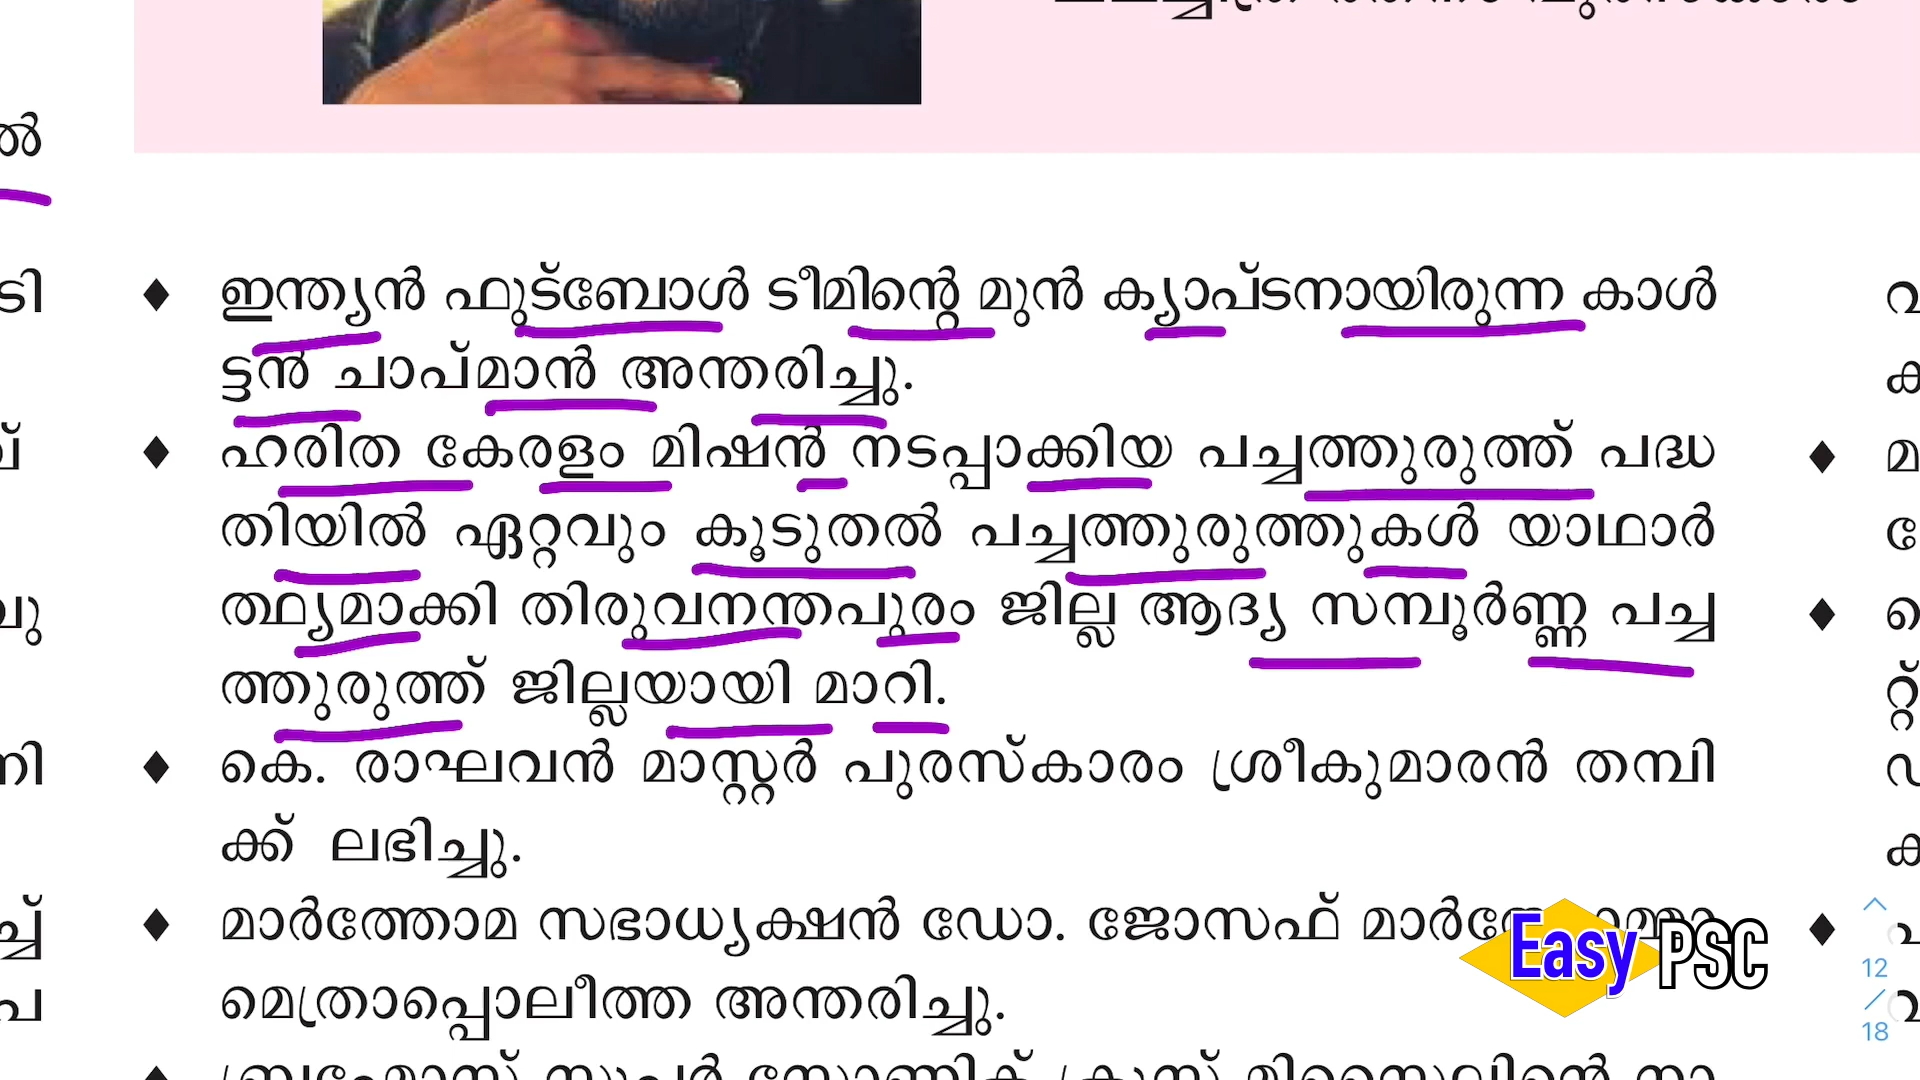 ♦ ഇന്ത്യൻ ഫുട്ബോൾ ടീമിന്റെ മുൻ ക്യാപ്ടനായിരുന്ന കാൾ
ട്ടൻ ചാപ്മാൻ അന്തരിച്ചു.
♦ ഹരിത കേരളം മിഷൻ നടപ്പാക്കിയ പച്ചത്തുരുത്ത് പദ്ധ
തിയിൽ ഏറ്റവും കൂടുതൽ പച്ചത്തുരുത്തുകൾ യാഥാർ
ത്ഥ്യമാക്കി തിരുവനന്തപുരം ജില്ല ആദ്യ സമ്പൂർണ്ണ പച്ച
ത്തുരുത്ത് ജില്ലയായി മാറി.
♦ കെ. രാഘവൻ മാസ്റ്റർ പുരസ്കാരം ശ്രീകുമാരൻ തമ്പി
ക്ക് ലഭിച്ചു.
♦ മാർത്തോമ സഭാധ്യക്ഷൻ ഡോ. ജോസഫ്
മെത്രാപ്പൊലീത്ത അന്തരിച്ചു.
Easy PSC
12
/
18